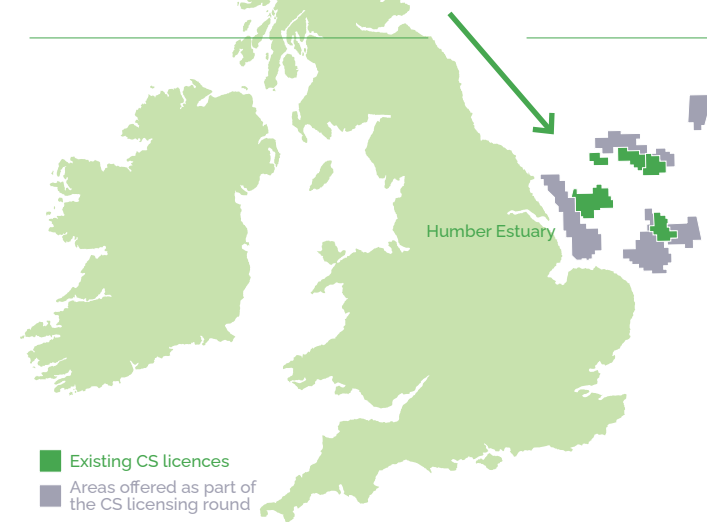 Humber Estuary
Existing CS licences
Areas offered as part of
the CS licensing round